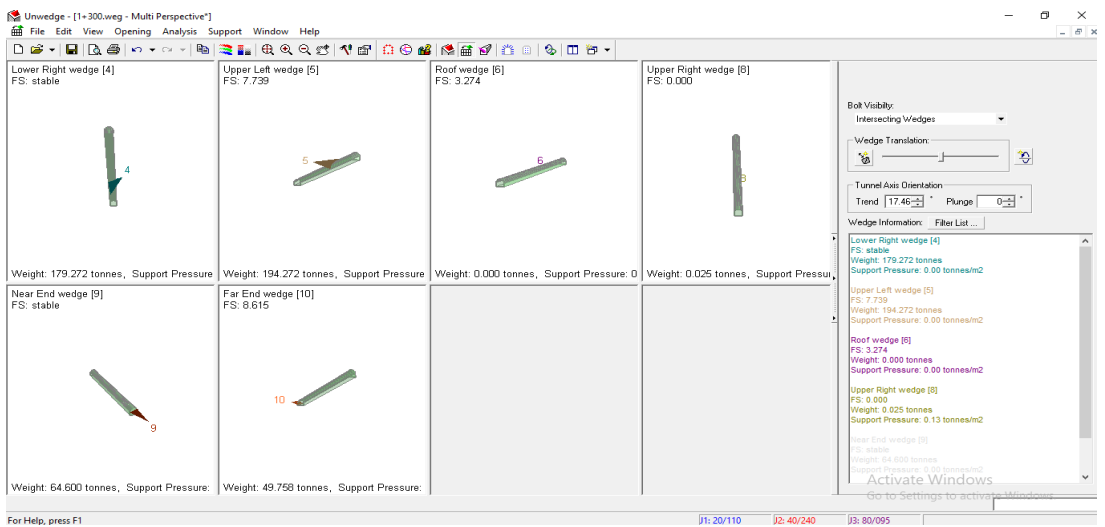 Unwedge - [1+300.weg - Multi Perspective*]
File Edit View Opening Analysis Support Window Help
Lower Right wedge [4]
FS: stable
4
Weight: 179.272 tonnes, Support Pressure
Upper Left wedge [5]
FS: 7.739
5
Weight: 194.272 tonnes, Support Pressure
Roof wedge [6]
FS: 3.274
6
Weight: 0.000 tonnes, Support Pressure: 0
Upper Right wedge [8]
FS: 0.000
8
Weight: 0.025 tonnes, Support Pressu
Near End wedge [9]
FS: stable
9
Weight: 64.600 tonnes, Support Pressure:
Far End wedge [10]
FS: 8.615
10
Weight: 49.758 tonnes, Support Pressure:
Bolt Visibilty:
Intersecting Wedges
Wedge Translation:
Tunnel Axis Orientation
Trend 17.46 ° Plunge 0 °
Wedge Information: Filter List ...
Lower Right wedge [4]
FS: stable
Weight: 179.272 tonnes
Support Pressure: 0.00 tonnes/m2
Upper Left wedge [5]
FS: 7.739
Weight: 194.272 tonnes
Support Pressure: 0.00 tonnes/m2
Roof wedge [6]
FS: 3.274
Weight: 0.000 tonnes
Support Pressure: 0.00 tonnes/m2
Upper Right wedge [8]
FS: 0.000
Weight: 0.025 tonnes
Support Pressure: 0.13 tonnes/m2
Near End wedge [9]
FS: stable
Weight: 64.600 tonnes
Support Pressure: 0.00 tonnes/m2
Activate Windows
Go to Settings to activate Windows.
For Help, press F1
J1: 20/110 J2: 40/240 J3: 80/095